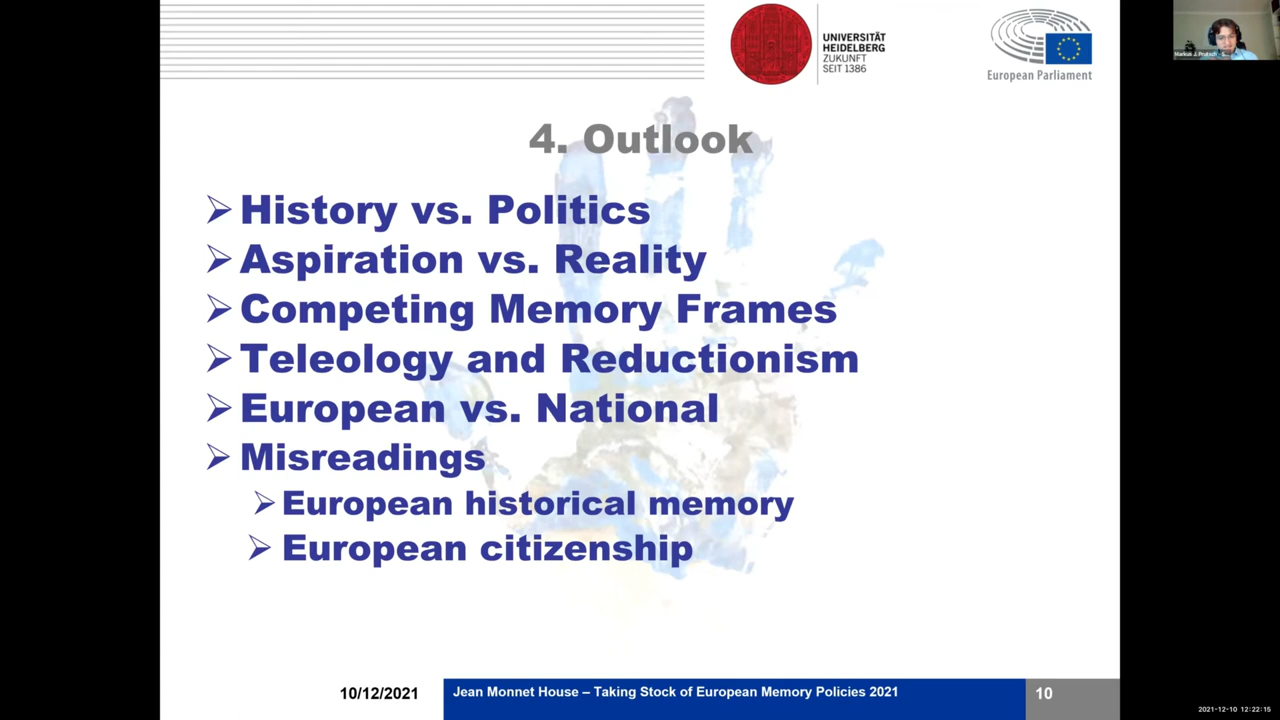 UNIVERSITÄT
HEIDELBERG
ZUKUNFT
SEIT 1386
European Parliament
4. Outlook
History vs. Politics
Aspiration vs. Reality
Competing Memory Frames
Teleology and Reductionism
European vs. National
Misreadings
European historical memory
European citizenship
10/12/2021
Jean Monnet House – Taking Stock of European Memory Policies 2021
10
Markus J. Prutsch
2021-12-10 12:22:15